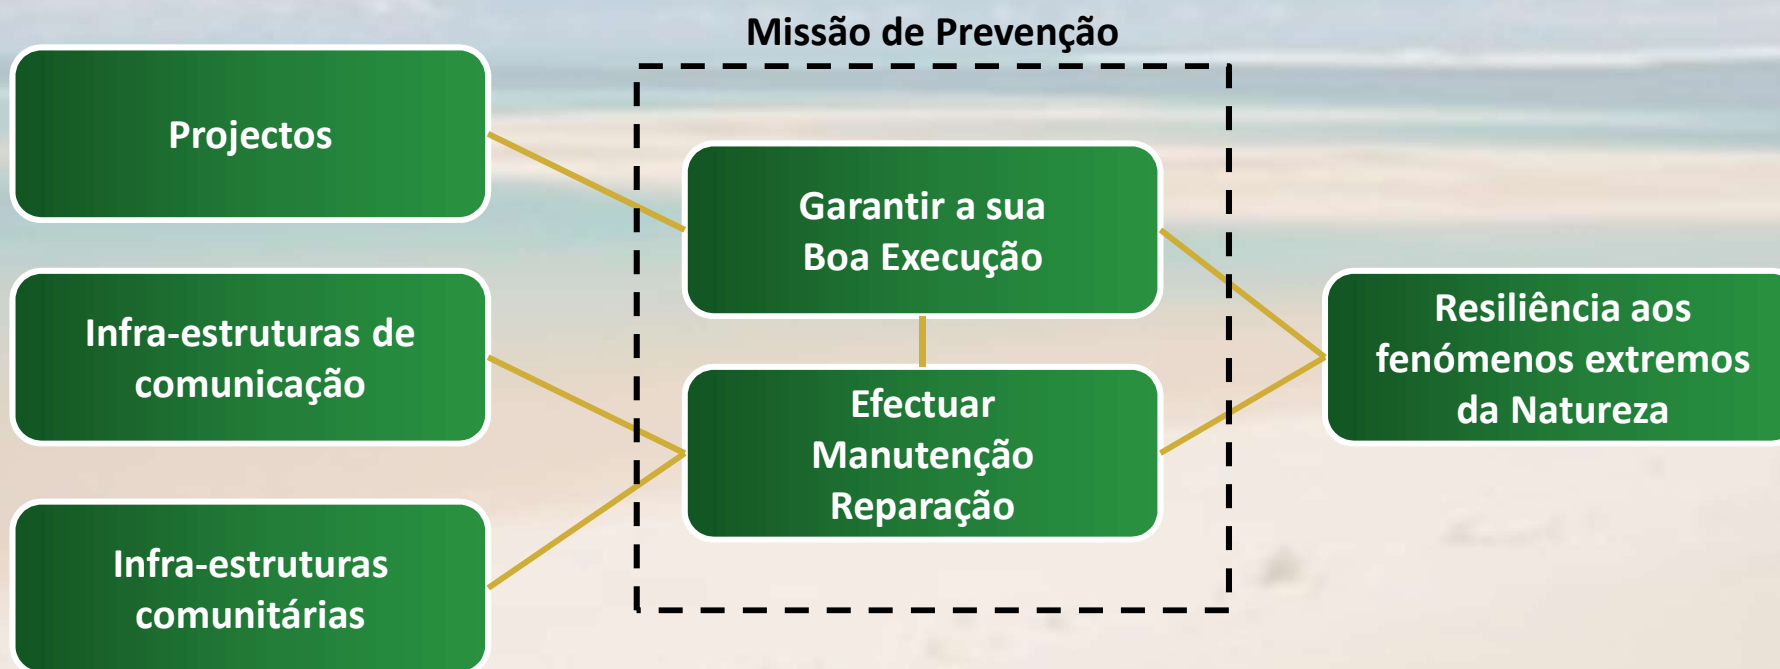 Missão de Prevenção
Projectos
Garantir a sua
Boa Execução
Infra-estruturas de
comunicação
Efectuar
Manutenção
Reparação
Resiliência aos
fenómenos extremos
da Natureza
Infra-estruturas
comunitárias